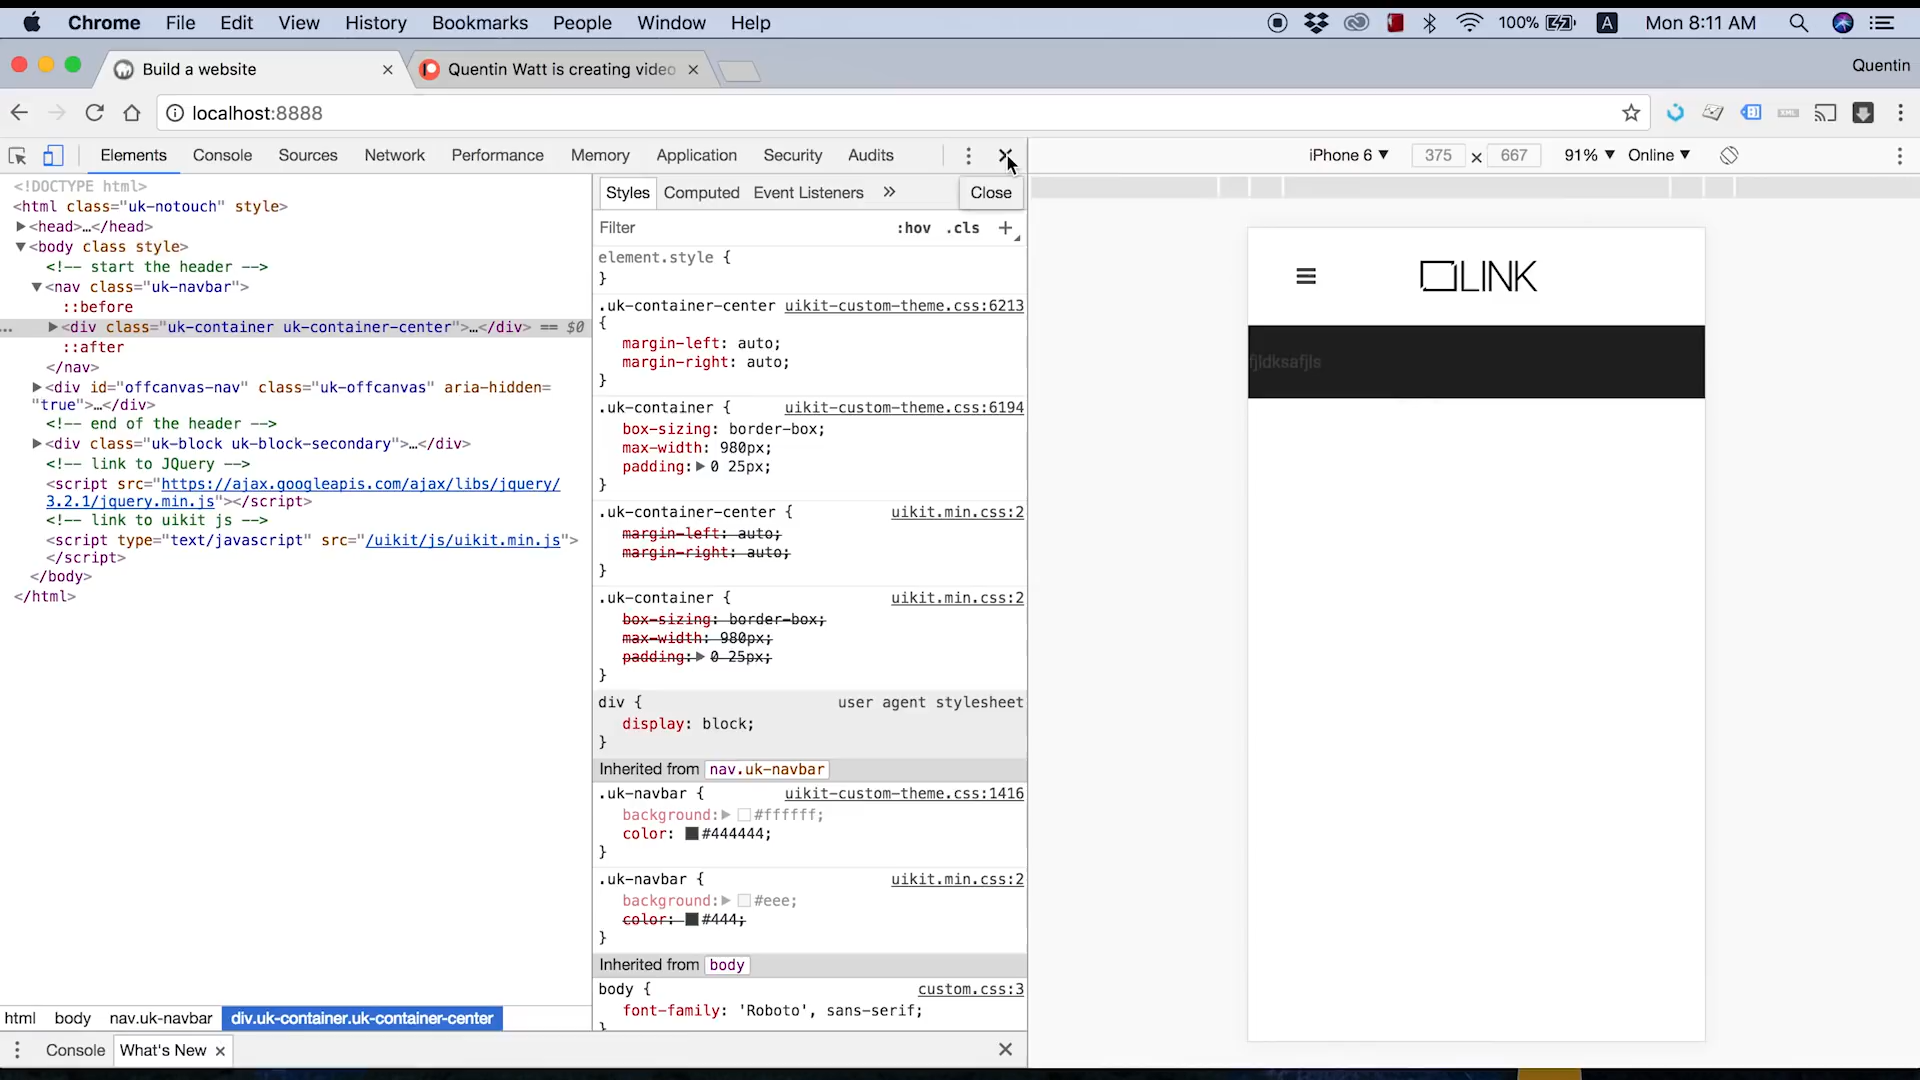 Chrome File Edit View History Bookmarks People Window Help 100% A Mon 8:11 AM
Build a website × Quentin Watt is creating video × Quentin
localhost:8888
Elements Console Sources Network Performance Memory Application Security Audits iPhone 6 ▼ 375 × 667 91% ▼ Online ▼
Styles Computed Event Listeners » Close
Filter :hov .cls +
<!DOCTYPE html>
<html class="uk-notouch" style>
▶<head>…</head>
▼<body class style>
<!-- start the header -->
▼<nav class="uk-navbar">
::before
… ▶<div class="uk-container uk-container-center">…</div> == $0
::after
</nav>
▶<div id="offcanvas-nav" class="uk-offcanvas" aria-hidden=
"true">…</div>
<!-- end of the header -->
▶<div class="uk-block uk-block-secondary">…</div>
<!-- link to JQuery -->
<script src="https://ajax.googleapis.com/ajax/libs/jquery/
3.2.1/jquery.min.js"></script>
<!-- link to uikit js -->
<script type="text/javascript" src="/uikit/js/uikit.min.js">
</script>
</body>
</html>
element.style {
}
.uk-container-center uikit-custom-theme.css:6213
{
margin-left: auto;
margin-right: auto;
}
.uk-container { uikit-custom-theme.css:6194
box-sizing: border-box;
max-width: 980px;
padding:▶ 0 25px;
}
.uk-container-center { uikit.min.css:2
margin-left: auto;
margin-right: auto;
}
.uk-container { uikit.min.css:2
box-sizing: border-box;
max-width: 980px;
padding:▶ 0 25px;
}
div { user agent stylesheet
display: block;
}
Inherited from nav.uk-navbar
.uk-navbar { uikit-custom-theme.css:1416
background:▶ #ffffff;
color: #444444;
}
.uk-navbar { uikit.min.css:2
background:▶ #eee;
color: #444;
}
Inherited from body
body { custom.css:3
font-family: 'Roboto', sans-serif;
}
LINK
fjldksafjls
html body nav.uk-navbar div.uk-container.uk-container-center
Console What's New ×